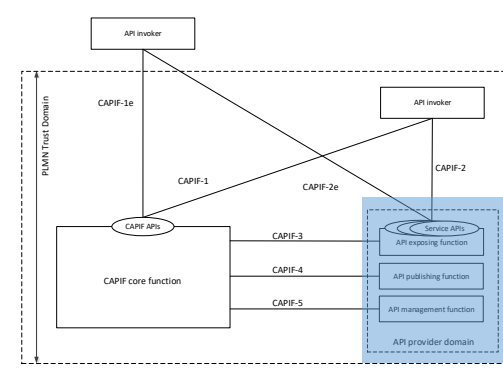 API invoker
PLMN Trust Domain
CAPIF-1e
API invoker
CAPIF-1
CAPIF-2e
CAPIF-2
CAPIF APIs
Service APIs
CAPIF-3
API exposing function
CAPIF core function
CAPIF-4
API publishing function
CAPIF-5
API management function
API provider domain